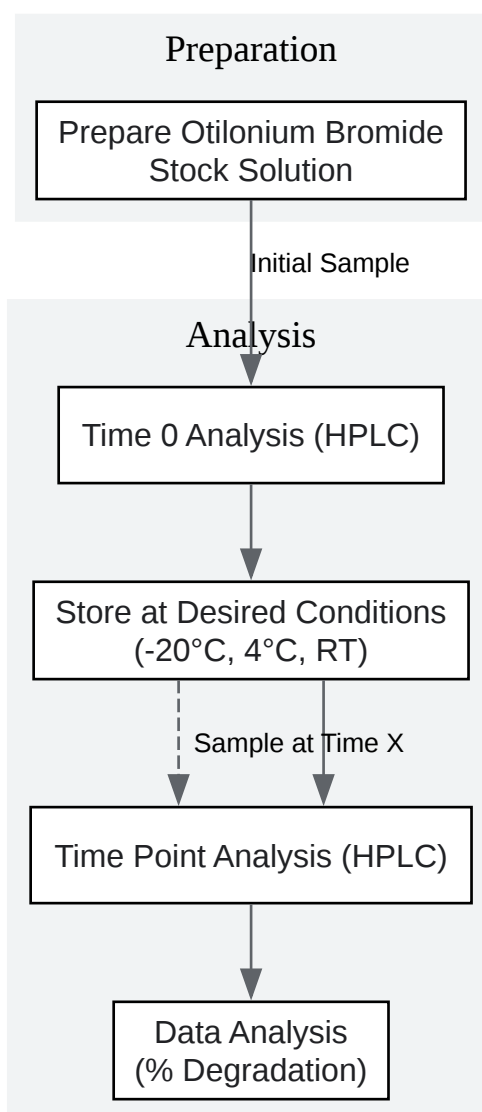 Preparation
Prepare Otilonium Bromide
Stock Solution
Initial Sample
Analysis
Time 0 Analysis (HPLC)
Store at Desired Conditions
(-20°C, 4°C, RT)
Sample at Time X
Time Point Analysis (HPLC)
Data Analysis
(% Degradation)